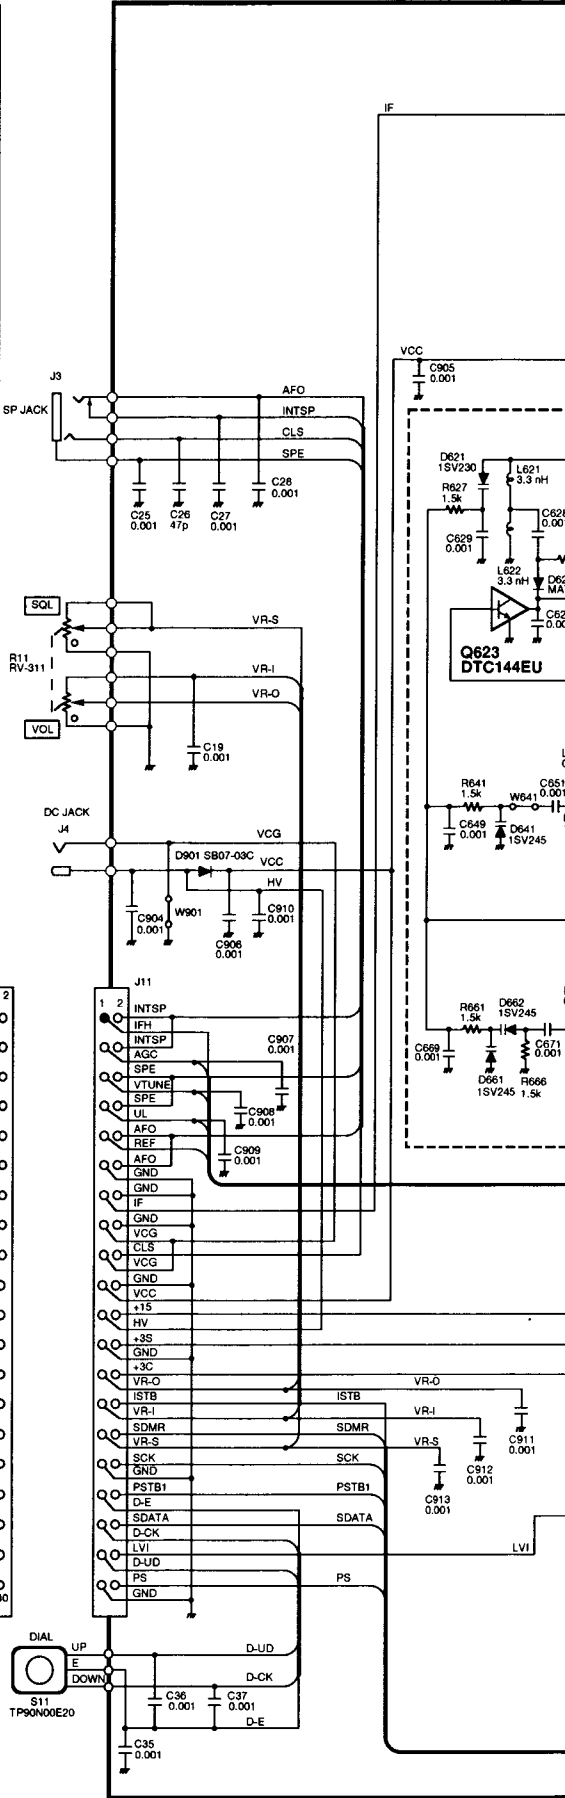 IF
VCC
C905
0.001
J3
SP JACK
AFO
INTSP
CLS
SPE
C25
0.001
C26
47p
C27
0.001
C28
0.001
D621
1SV230
L621
3.3 nH
R627
1.5k
C628
0.001
C629
0.001
L622
3.3 nH
Q623
DTC144EU
SQL
R11
RV-311
VOL
VR-S
VR-I
VR-O
C19
0.001
R641
1.5k
W641
C651
0.001
C649
0.001
D641
1SV245
DC JACK
J4
VCG
D901 SB07-03C
VCC
HV
C904
0.001
W901
C906
0.001
C910
0.001
J11
2
1 2
INTSP
IFH
INTSP
AGC
SPE
VTUNE
SPE
UL
AFO
REF
AFO
GND
GND
IF
GND
VCG
CLS
VCG
GND
VCC
+15
HV
+3S
GND
+3C
VR-O
ISTB
VR-I
SDMR
VR-S
SCK
GND
PSTB1
D-E
SDATA
D-CK
LVI
D-UD
PS
GND
C907
0.001
C908
0.001
C909
0.001
R661
1.5k
D662
1SV245
C669
0.001
D661
1SV245
R666
1.5k
C671
0.001
VR-O
ISTB
VR-I
SDMR
VR-S
SCK
PSTB1
SDATA
LVI
PS
C911
0.001
C912
0.001
C913
0.001
DIAL
UP
E
DOWN
S11
TP90N00E20
D-UD
D-CK
D-E
C36
0.001
C37
0.001
C35
0.001